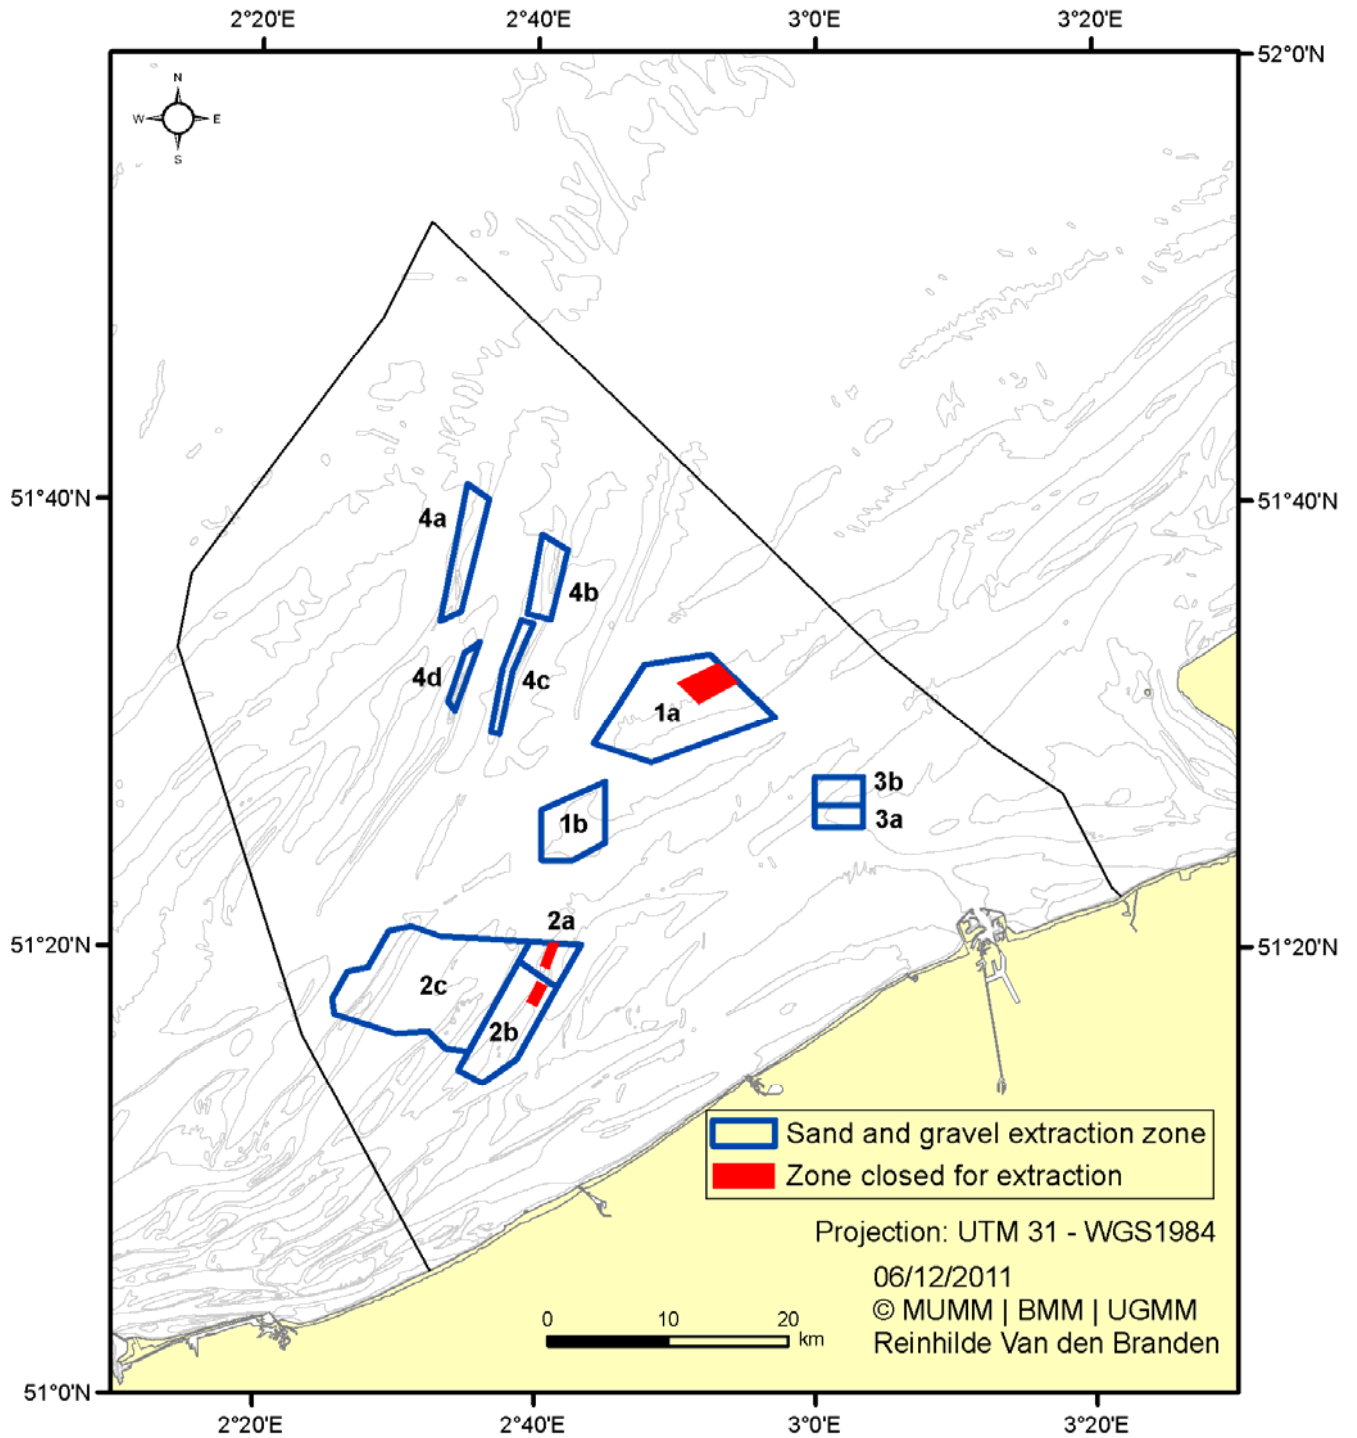 2°20'E 2°40'E 3°0'E 3°20'E
52°0'N
N
W E
S
51°40'N 51°40'N
4a
4b
4d
4c
1a
3b
3a
1b
2a
51°20'N 51°20'N
2c
2b
Sand and gravel extraction zone
Zone closed for extraction
Projection: UTM 31 - WGS1984
06/12/2011
© MUMM | BMM | UGMM
Reinhilde Van den Branden
0 10 20
km
51°0'N
2°20'E 2°40'E 3°0'E 3°20'E